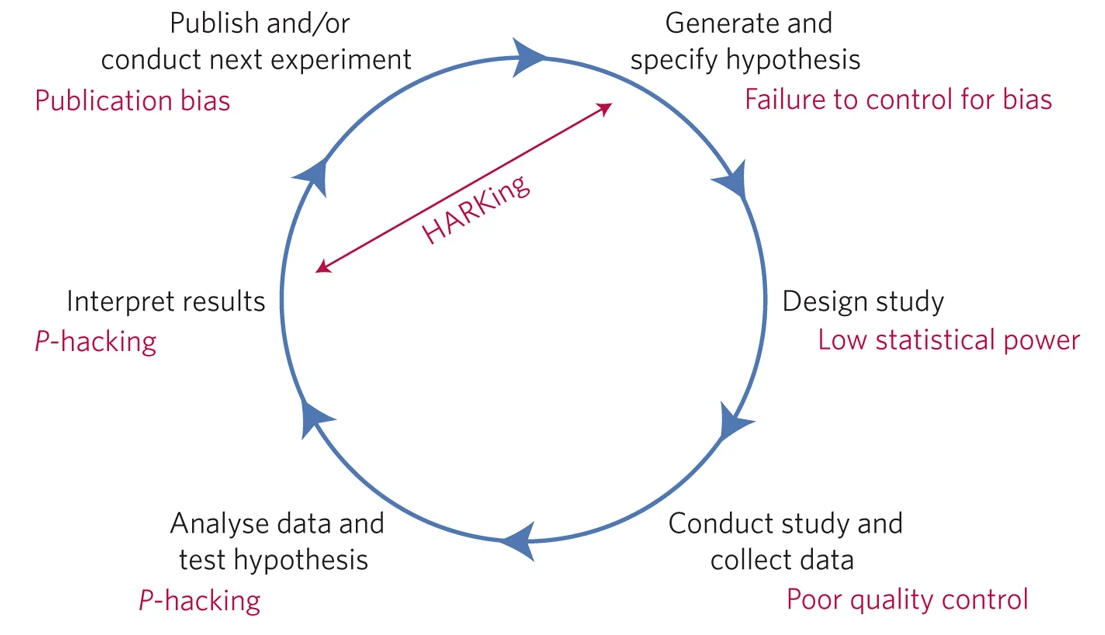 Publish and/or
conduct next experiment
Publication bias
Generate and
specify hypothesis
Failure to control for bias
HARKing
Interpret results
P-hacking
Design study
Low statistical power
Analyse data and
test hypothesis
P-hacking
Conduct study and
collect data
Poor quality control